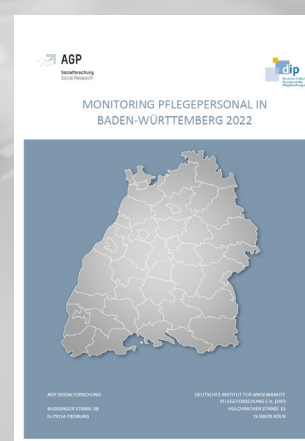 AGP
Sozialforschung
Social Research
dip
MONITORING PFLEGEPERSONAL IN
BADEN-WÜRTTEMBERG 2022
AGP SOZIALFORSCHUNG
BUGGINGER STRAßE 38
D-79114 FREIBURG
DEUTSCHES INSTITUT FÜR ANGEWANDTE
PFLEGEFORSCHUNG E.V. (DIP)
HÜLCHRATHER STRAßE 15
D-50670 KÖLN